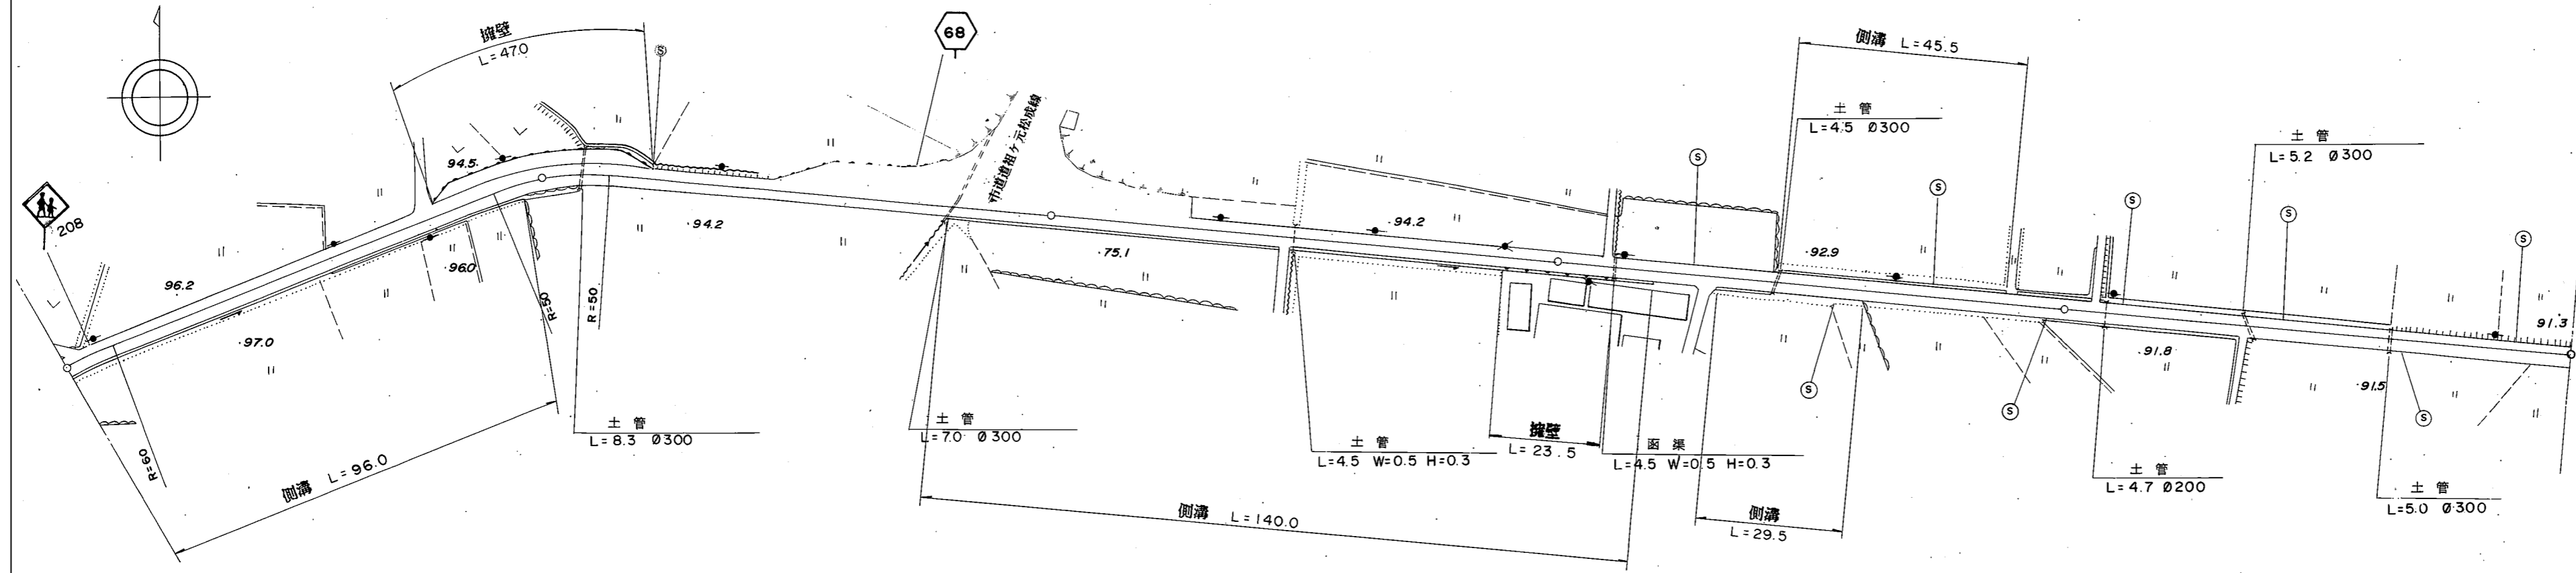 擁壁
L=47.0
S
68
市道道祖ケ元松成線
側溝 L=45.5
土管
L=4.5 Ø300
土管
L=5.2 Ø300
S
S
S
S
S
208
94.5
96.2
96.0
97.0
94.2
75.1
94.2
92.9
91.8
91.5
91.3
R=60
R=50
R=50
側溝 L=96.0
土管
L=8.3 Ø300
土管
L=7.0 Ø300
土管
L=4.5 W=0.5 H=0.3
擁壁
L=23.5
函渠
L=4.5 W=0.5 H=0.3
側溝 L=140.0
側溝
L=29.5
S
S
S
土管
L=4.7 Ø200
土管
L=5.0 Ø300